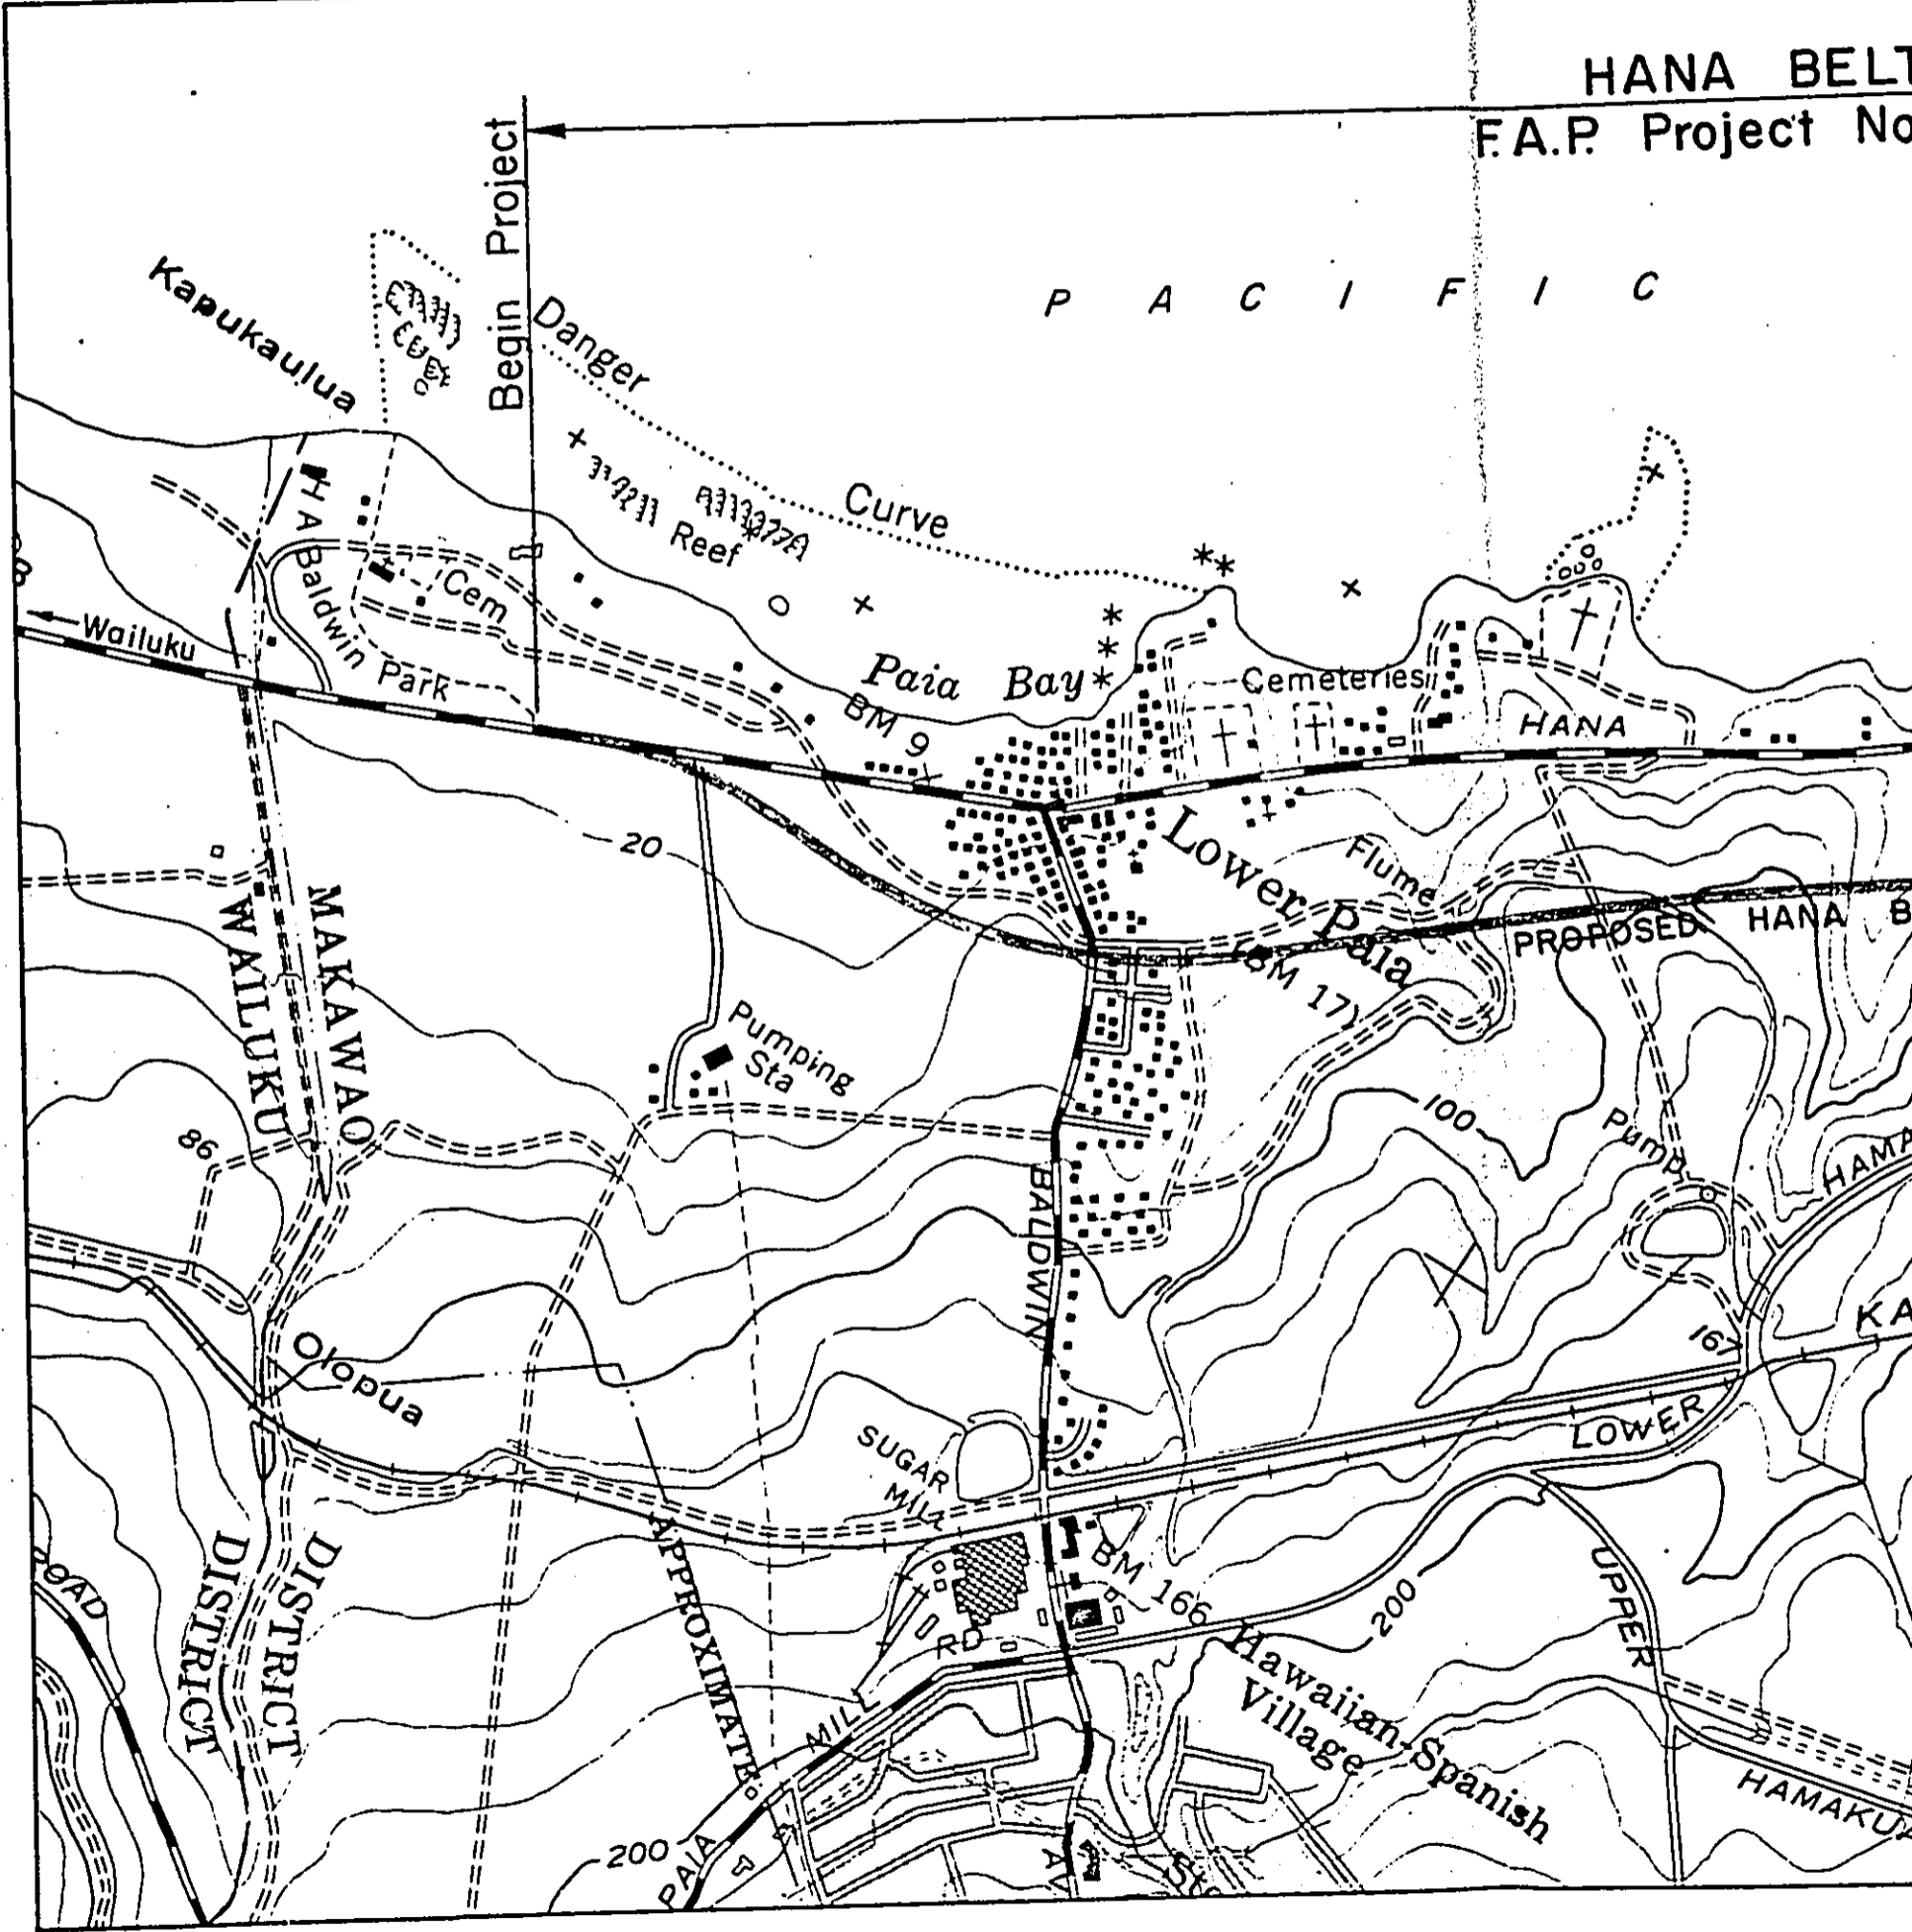 HANA BELT
F.A.P. Project No
Begin Project
Kapukaulua
Danger
Curve
Reef
P A C I F I C
H A Baldwin Park
Cem
Wailuku
Paia Bay
BM 9
Cemeteries
HANA
20
Lower Paia
Flume
PROPOSED HANA B
(BM 17)
MAKAWAO
WAILUKU
Pumping
Sta
86
100
Pump
HAMA
BALDWIN
Olopua
167
KA
LOWER
SUGAR
MILL
BM 166
200
UPPER
DISTRICT
DISTRICT
ROAD
APPROXIMATE
RD
MILL
PAIA
Hawaiian-Spanish
Village
HAMAKUA
200
AV